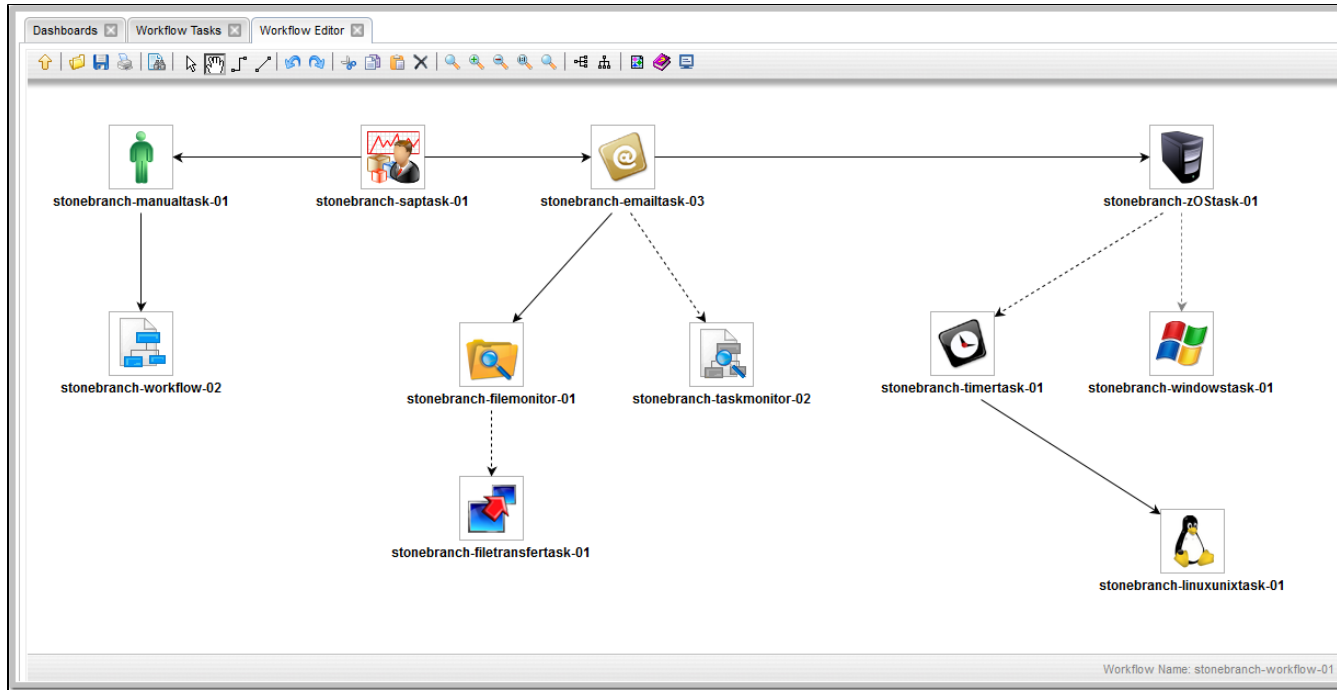 Dashboards
Workflow Tasks
Workflow Editor
stonebranch-manualtask-01
stonebranch-saptask-01
stonebranch-emailtask-03
stonebranch-zOStask-01
stonebranch-workflow-02
stonebranch-filemonitor-01
stonebranch-taskmonitor-02
stonebranch-timertask-01
stonebranch-windowstask-01
stonebranch-filetransfertask-01
stonebranch-linuxunixtask-01
Workflow Name: stonebranch-workflow-01